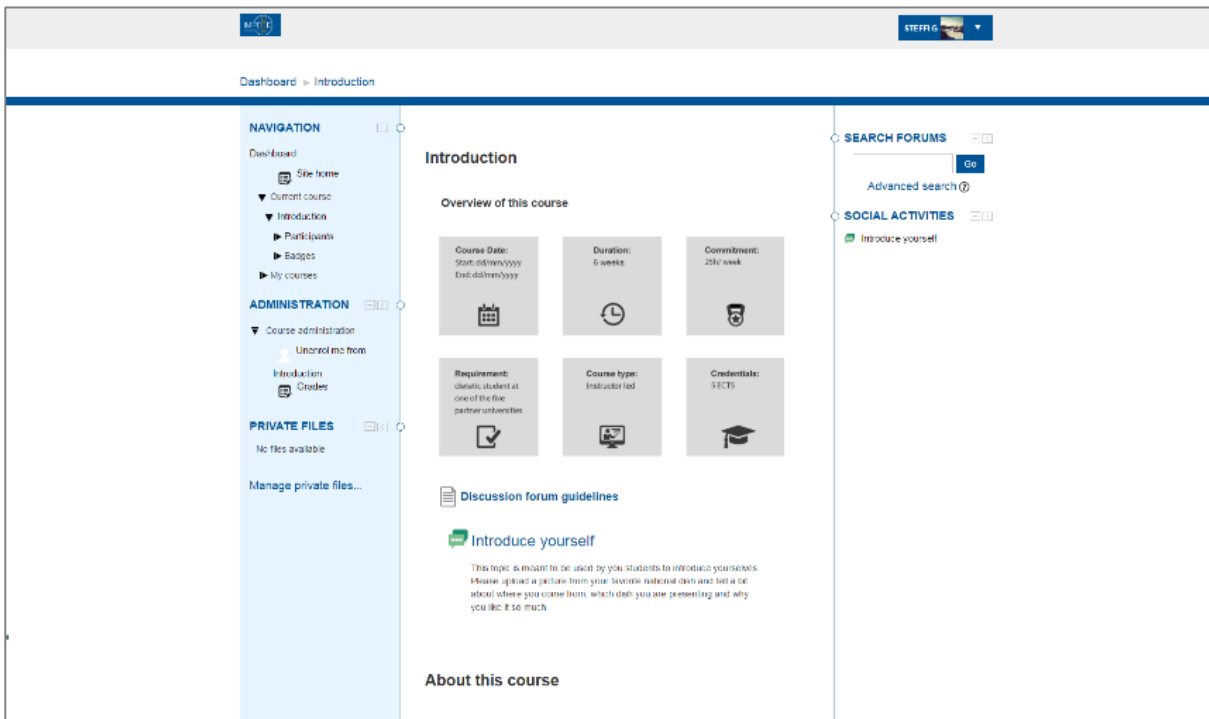 STEFFI G
Dashboard ► Introduction
NAVIGATION
Dashboard
Site home
Current course
Introduction
Participants
Badges
My courses
ADMINISTRATION
Course administration
Unenrol me from
Introduction
Grades
PRIVATE FILES
No files available
Manage private files...
Introduction
Overview of this course
Course Date:
Start: dd/mm/yyyy
End: dd/mm/yyyy
Duration:
6 weeks
Commitment:
25h/ week
Requirement:
dietetic student at
one of the five
partner universities
Course type:
Instructor led
Credentials:
5 ECTS
Discussion forum guidelines
Introduce yourself
This topic is meant to be used by you students to introduce yourselves.
Please upload a picture from your favorite national dish and tell a bit
about where you come from, which dish you are presenting and why
you like it so much.
About this course
SEARCH FORUMS
Go
Advanced search
SOCIAL ACTIVITIES
Introduce yourself